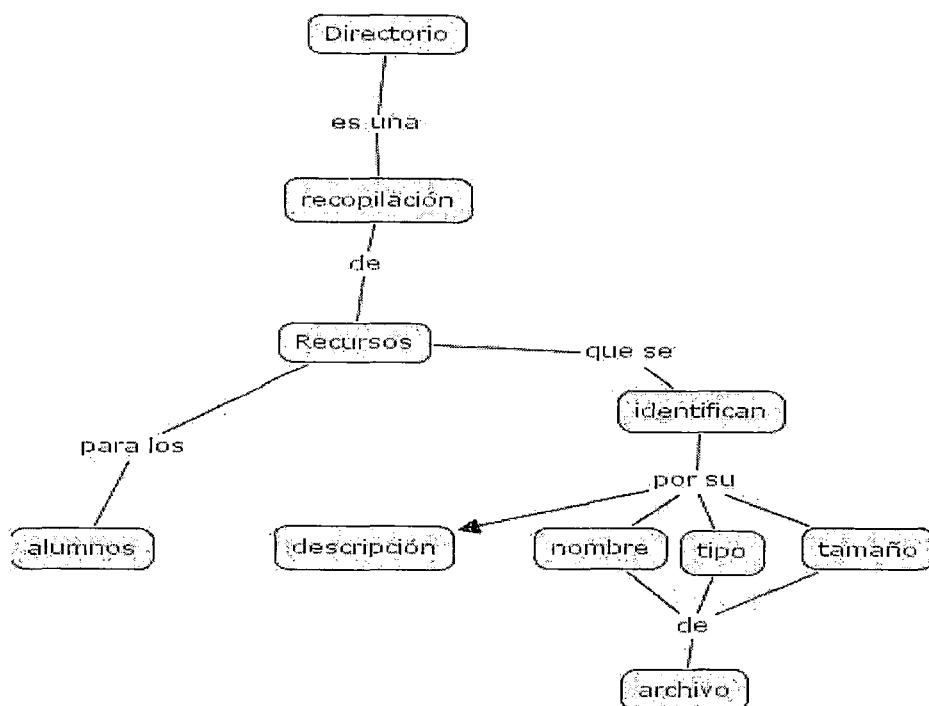 Directorio
es una
recopilación
de
Recursos
que se
identifican
para los
por su
alumnos
descripción
nombre
tipo
tamaño
de
archivo